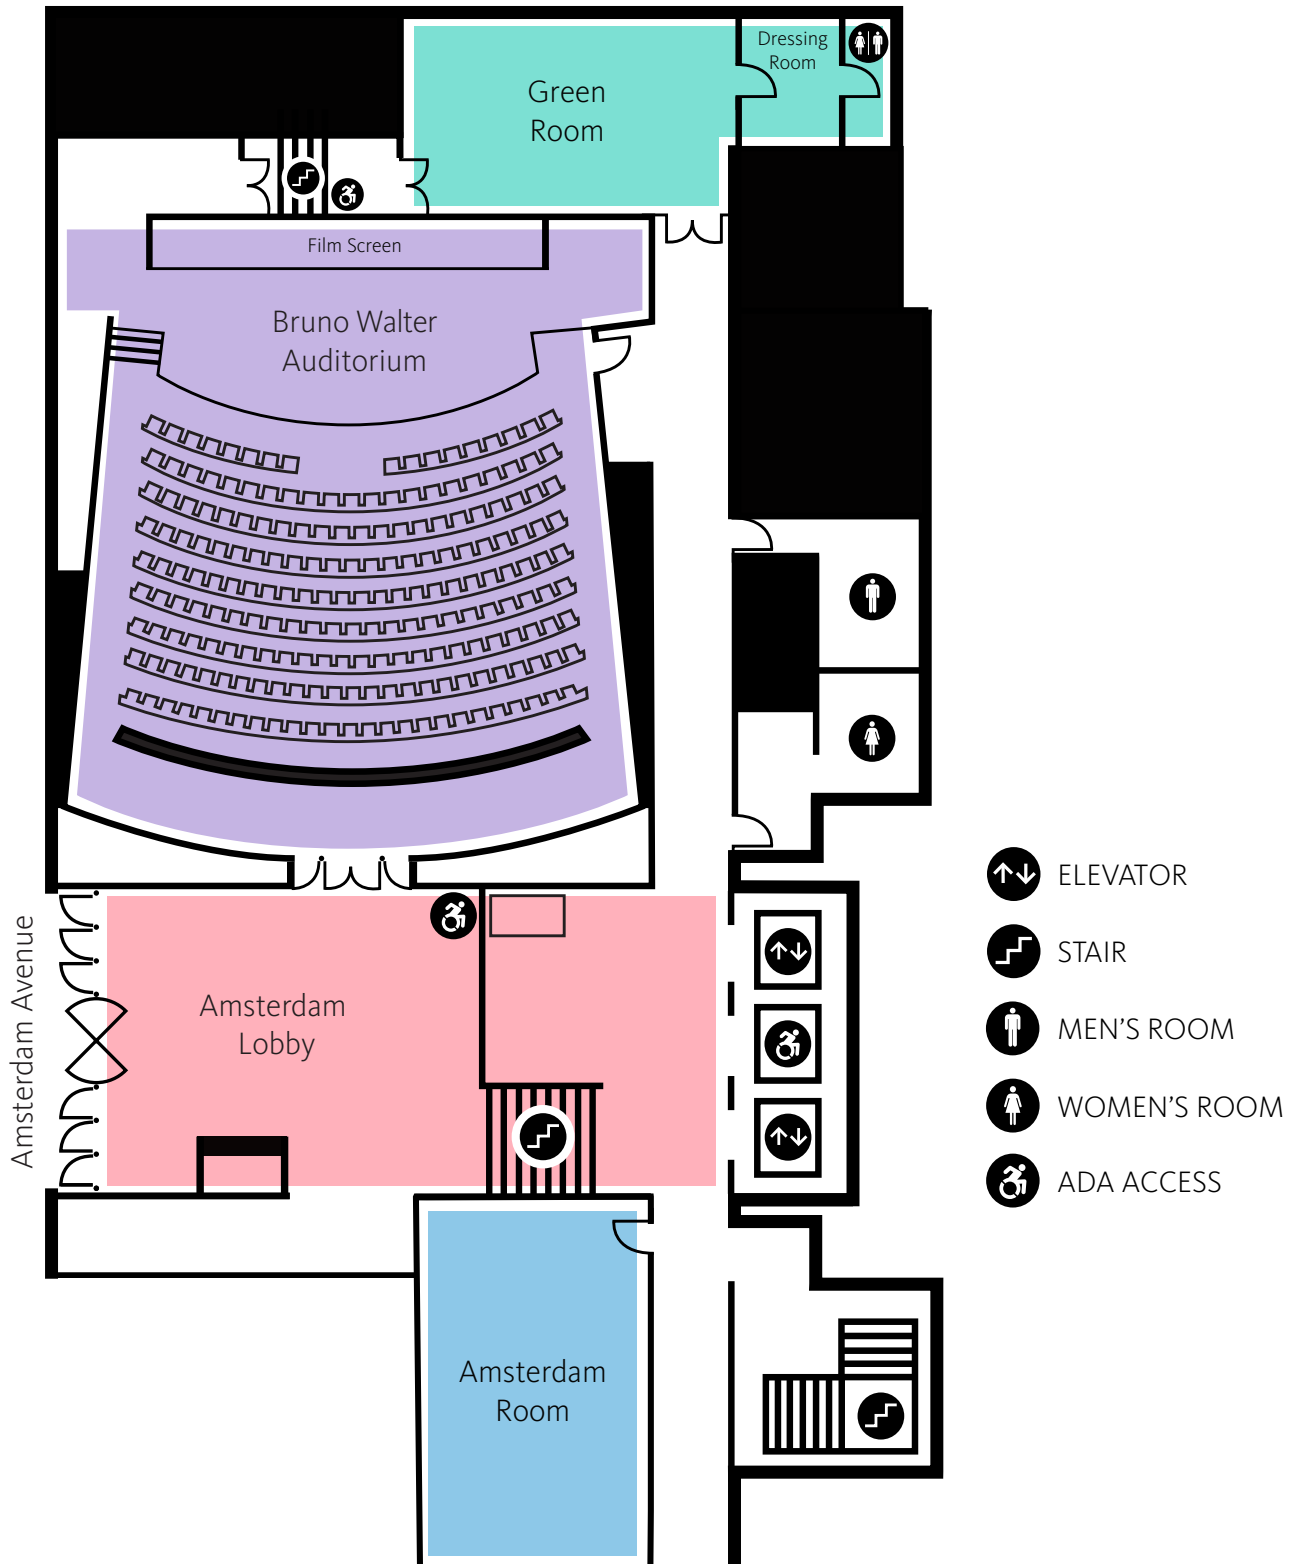 Dressing
Room
Green
Room
Film Screen
Bruno Walter
Auditorium
Amsterdam Avenue
Amsterdam
Lobby
Amsterdam
Room
ELEVATOR
STAIR
MEN’S ROOM
WOMEN’S ROOM
ADA ACCESS